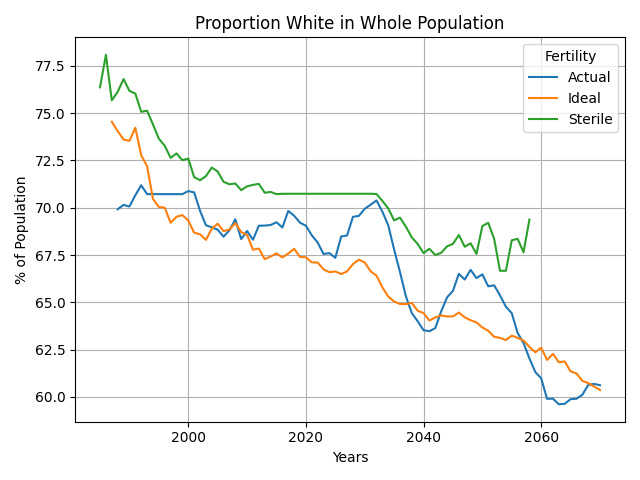 Proportion White in Whole Population
Fertility
Actual
Ideal
Sterile
77.5
75.0
72.5
70.0
67.5
65.0
62.5
60.0
% of Population
2000
2020
2040
2060
Years